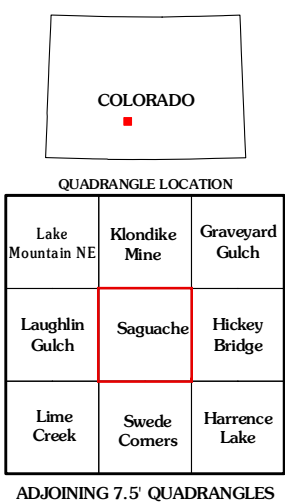 COLORADO
QUADRANGLE LOCATION
Lake
Mountain NE
Klondike
Mine
Graveyard
Gulch
Laughlin
Gulch
Saguache
Hickey
Bridge
Lime
Creek
Swede
Corners
Harrence
Lake
ADJOINING 7.5' QUADRANGLES